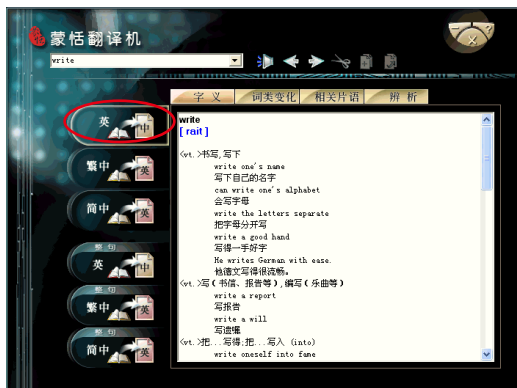 蒙恬翻译机
write
字 义
词类变化
相关片语
辨 析
英
中
繁中
英
简中
英
整 句
英
中
整 句
繁中
英
整 句
简中
英
write
[ rait ]
<vt. >书写,写下
write one's name
写下自己的名字
can write one's alphabet
会写字母
write the letters separate
把字母分开写
write a good hand
写得一手好字
He writes German with ease.
他德文写得很流畅。
<vt. >写(书信、报告等),编写(乐曲等)
write a report
写报告
write a will
写遗嘱
<vt. >把...写得;把...写入 (into)
write oneself into fame